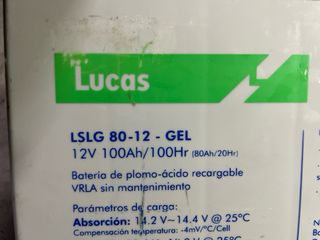 Lucas
LSLG 80-12 - GEL
12V 100Ah/100Hr (80Ah/20Hr)
Batería de plomo-ácido recargable
VRLA sin mantenimiento
Parámetros de carga:
Absorción: 14.2 V~14.4 V @ 25°C
Compensación temperatura: -4mV/°C/Cell